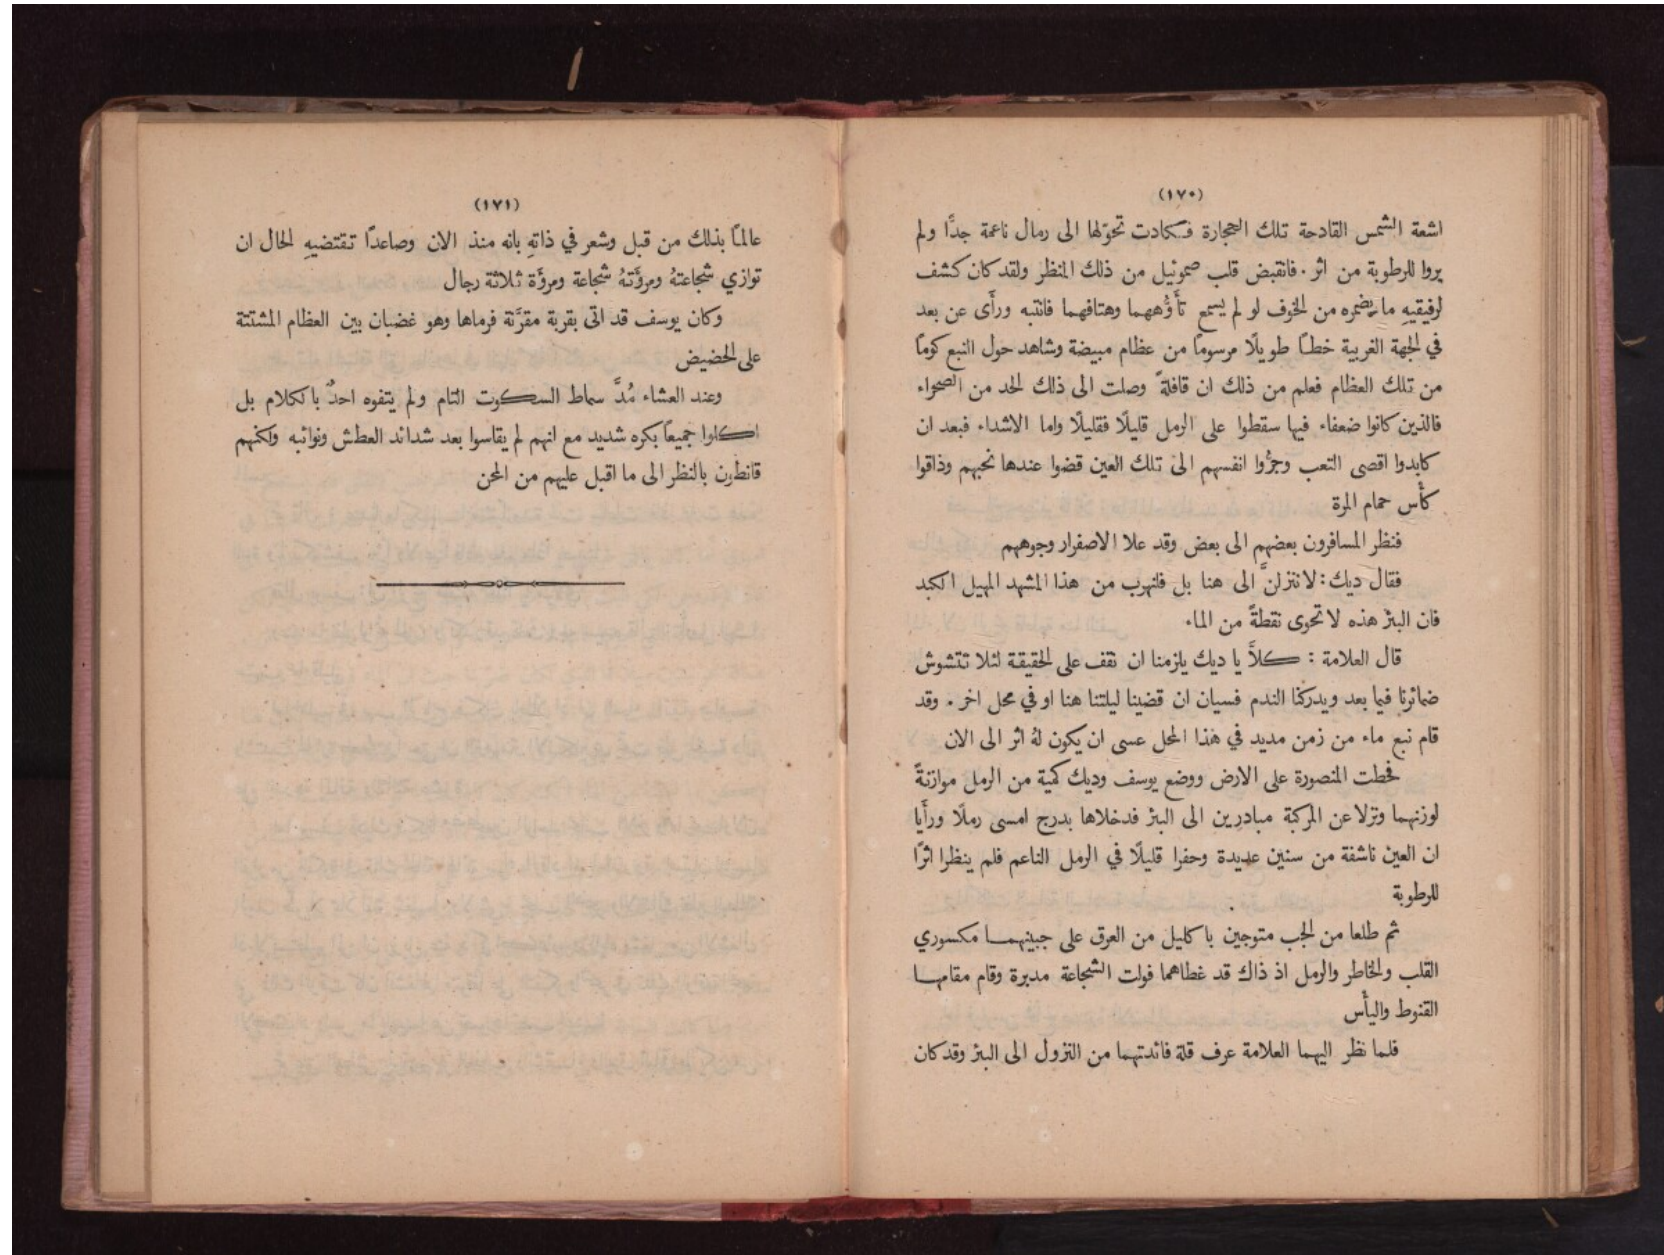 (١٧٠)
اشعة الشمس القادحة تلك الحجارة فكادت تحوّلها الى رمال ناعمة جدًّا ولم
يروا للرطوبة من اثر. فانقبض قلب صموئيل من ذلك المنظر ولقد كان كشف
لرفيقيهِ ما يضمره من الخوف لو لم يسمع تأَوُّههما وهتافهما فانتبه ورأَى عن بعد
في الجهة الغربية خطًا طويلًا مرسومًا من عظام مبيضة وشاهد حول النبع كومًا
من تلك العظام فعلم من ذلك ان قافلةً وصلت الى ذلك الحد من الصحراء
فالذين كانوا ضعفاء فيها سقطوا على الرمل قليلًا فقليلًا واما الاشداء فبعد ان
كابدوا اقصى التعب وجرُّوا انفسهم الى تلك العين قضوا عندها نحبهم وذاقوا
كأس حمام المرة
فنظر المسافرون بعضهم الى بعض وقد علا الاصفرار وجوههم
فقال ديك: لا ننزلنَّ الى هنا بل فلنهرب من هذا المشهد المهيل الكبد
فان البئر هذه لا تحوى نقطةً من الماء
قال العلامة : كلاَّ يا ديك يلزمنا ان نقف على الحقيقة لئلا تتشوش
ضمائرنا فيما بعد ويدركنا الندم فسيان ان قضينا ليلتنا هنا او في محل اخر . وقد
قام نبع ماء من زمن مديد في هذا المحل عسى ان يكون لهُ اثر الى الان
فحطت المنصورة على الارض ووضع يوسف وديك كمية من الرمل موازنةً
لوزنهما ونزلا عن المركبة مبادرين الى البئر فدخلاها بدرج امسى رملًا ورأَيا
ان العين ناشفة من سنين عديدة وحفرا قليلًا في الرمل الناعم فلم ينظرا اثرًا
للرطوبة
ثم طلعا من الجب متوجين باكليل من العرق على جبينهما مكسوري
القلب والخاطر والرمل اذ ذاك قد غطاهما فولت الشجاعة مدبرة وقام مقامها
القنوط واليأس
فلما نظر اليهما العلامة عرف قلة فائدتهما من النزول الى البئر وقد كان
(١٧١)
عالمًا بذلك من قبل وشعر في ذاتهِ بانه منذ الان وصاعدًا تقتضيهِ الحال ان
توازي شجاعتهُ ومروَّتهُ شجاعة ومروَّة ثلاثة رجال
وكان يوسف قد اتى بقربة مقرَّنة فرماها وهو غضبان بين العظام المشتتة
على الحضيض
وعند العشاء مُدَّ سماط السكوت التام ولم يتفوه احدٌ بالكلام بل
اكلوا جميعًا بكره شديد مع انهم لم يقاسوا بعد شدائد العطش ونوائبه ولكنهم
قانطون بالنظر الى ما اقبل عليهم من المحن